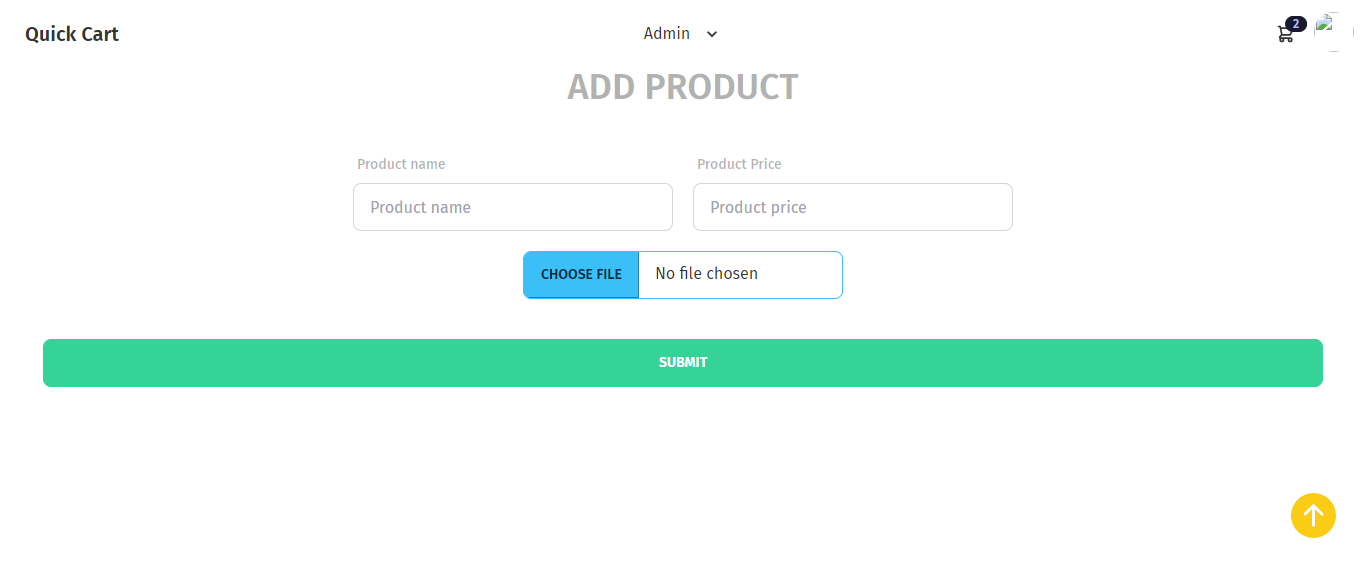 Quick Cart
Admin
2
ADD PRODUCT
Product name
Product Price
Product name
Product price
CHOOSE FILE
No file chosen
SUBMIT